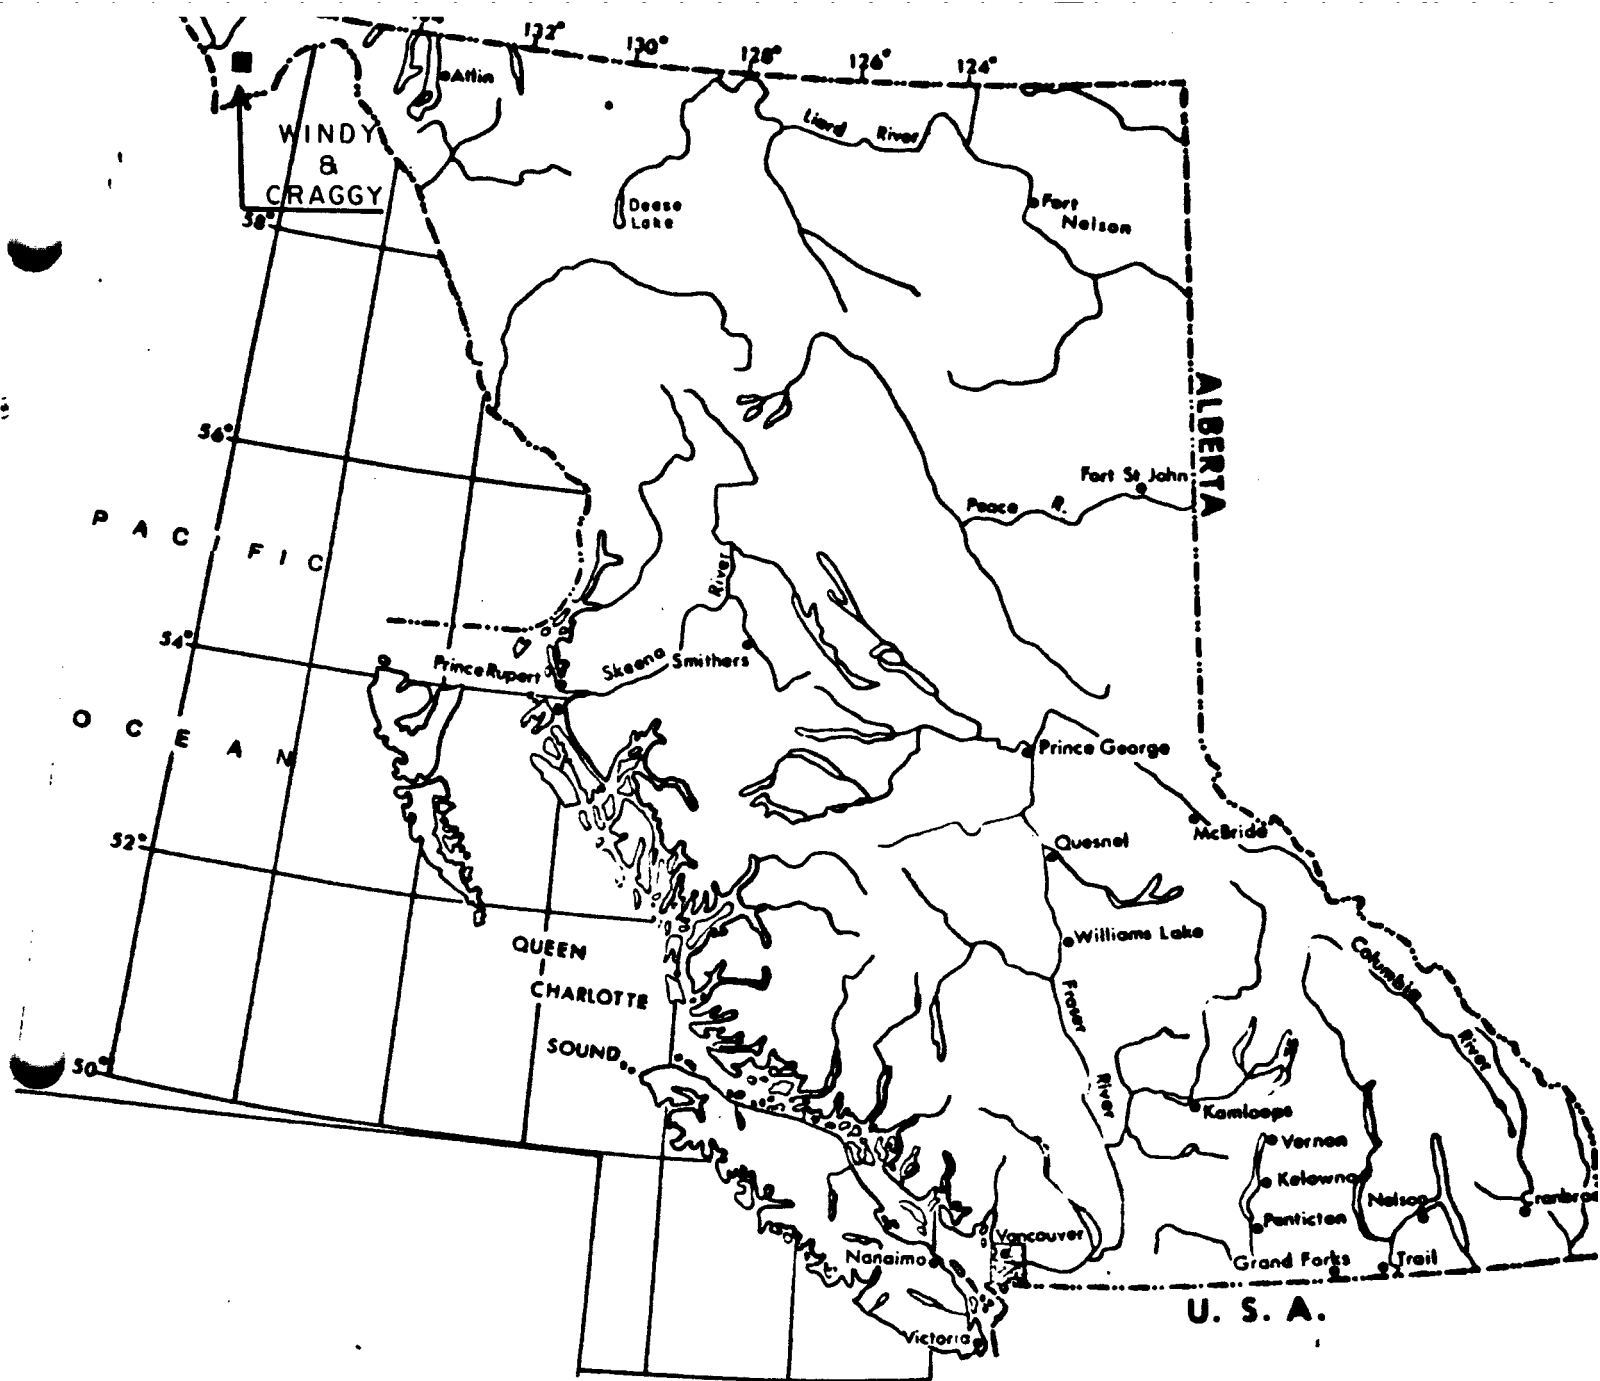 132°
130°
128°
126°
124°
Atlin
WINDY
&
CRAGGY
Liard River
Dease
Lake
Fort
Nelson
58°
ALBERTA
56°
Fort St John
Peace R.
PACIFIC
River
54°
Prince Rupert
Skeena
Smithers
OCEAN
Prince George
52°
McBride
Quesnel
Williams Lake
QUEEN
CHARLOTTE
SOUND
Columbia
River
Fraser
River
50°
Kamloops
Vernon
Kelowna
Nelson
Penticton
Vancouver
Nanaimo
Grand Forks
Trail
U. S. A.
Victoria